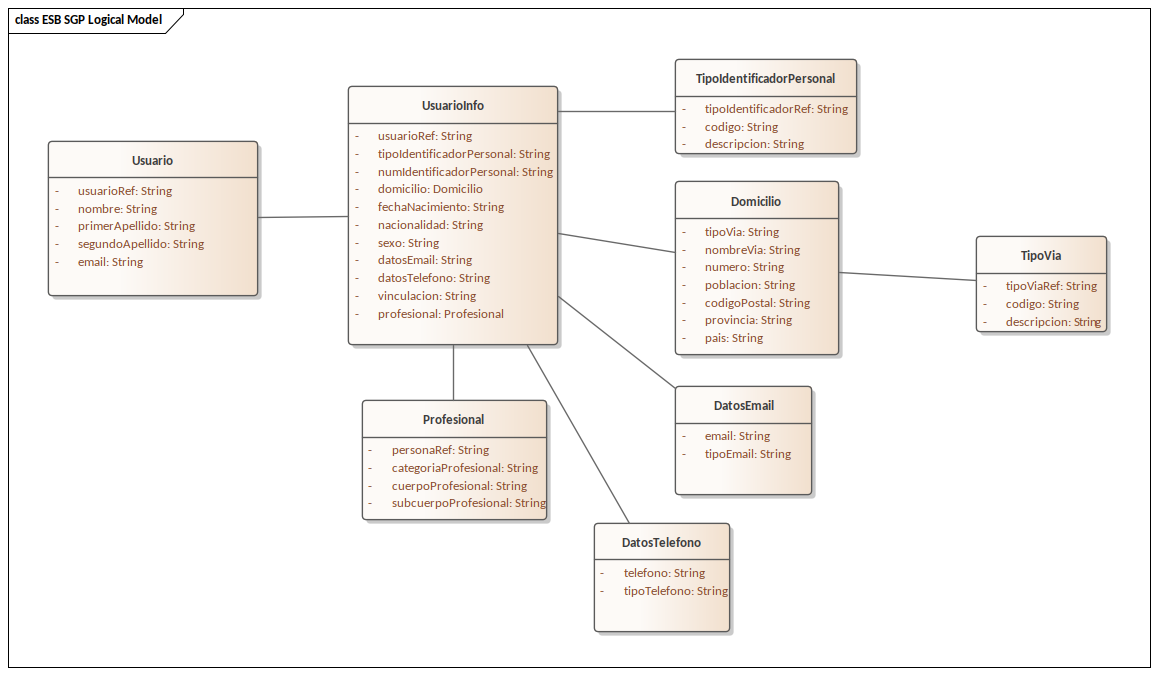 class ESB SGP Logical Model
Usuario
- usuarioRef: String
- nombre: String
- primerApellido: String
- segundoApellido: String
- email: String
UsuarioInfo
- usuarioRef: String
- tipoIdentificadorPersonal: String
- numIdentificadorPersonal: String
- domicilio: Domicilio
- fechaNacimiento: String
- nacionalidad: String
- sexo: String
- datosEmail: String
- datosTelefono: String
- vinculacion: String
- profesional: Profesional
TipoIdentificadorPersonal
- tipoIdentificadorRef: String
- codigo: String
- descripcion: String
Domicilio
- tipoVia: String
- nombreVia: String
- numero: String
- poblacion: String
- codigoPostal: String
- provincia: String
- pais: String
TipoVia
- tipoViaRef: String
- codigo: String
- descripcion: String
Profesional
- personaRef: String
- categoriaProfesional: String
- cuerpoProfesional: String
- subcuerpoProfesional: String
DatosEmail
- email: String
- tipoEmail: String
DatosTelefono
- telefono: String
- tipoTelefono: String